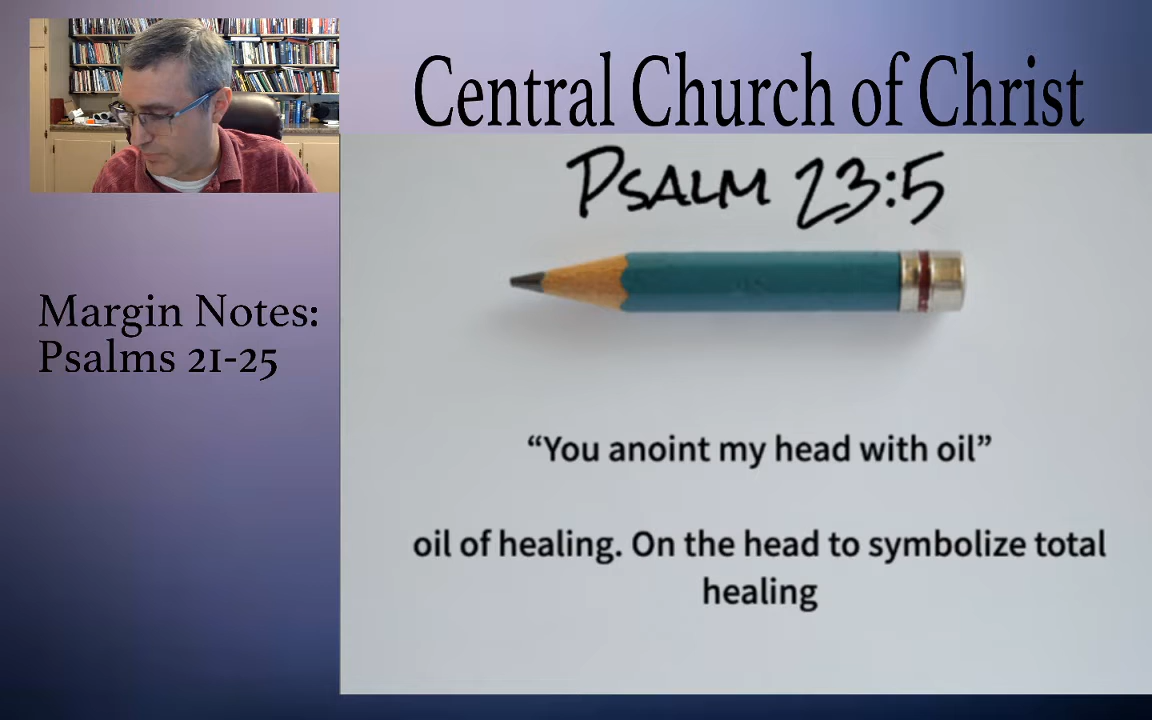 Central Church of Christ
Psalm 23:5
Margin Notes:
Psalms 21-25
“You anoint my head with oil”
oil of healing. On the head to symbolize total
healing